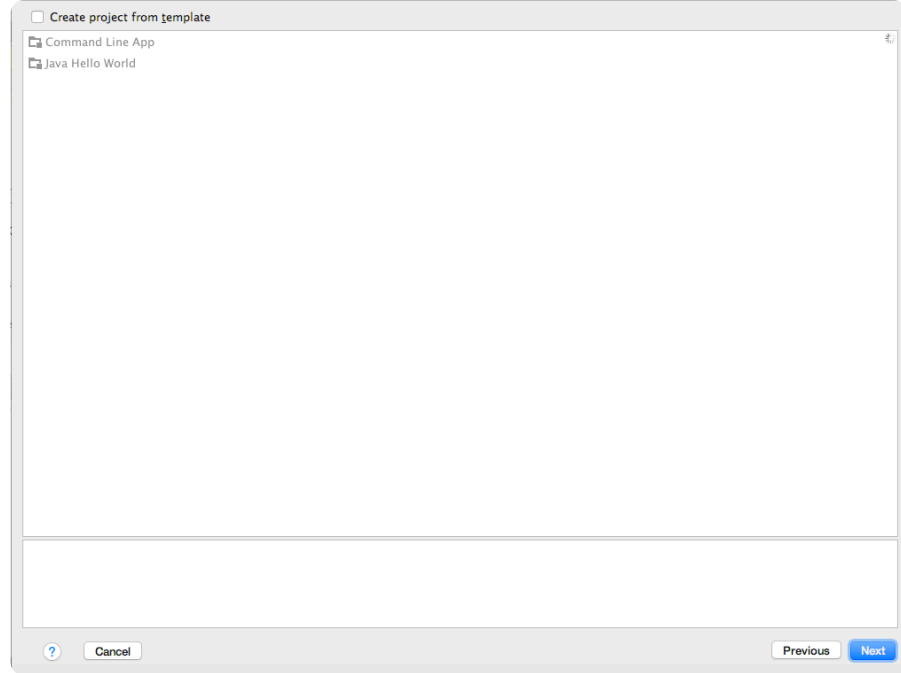 Create project from template
Command Line App
Java Hello World
? Cancel Previous Next